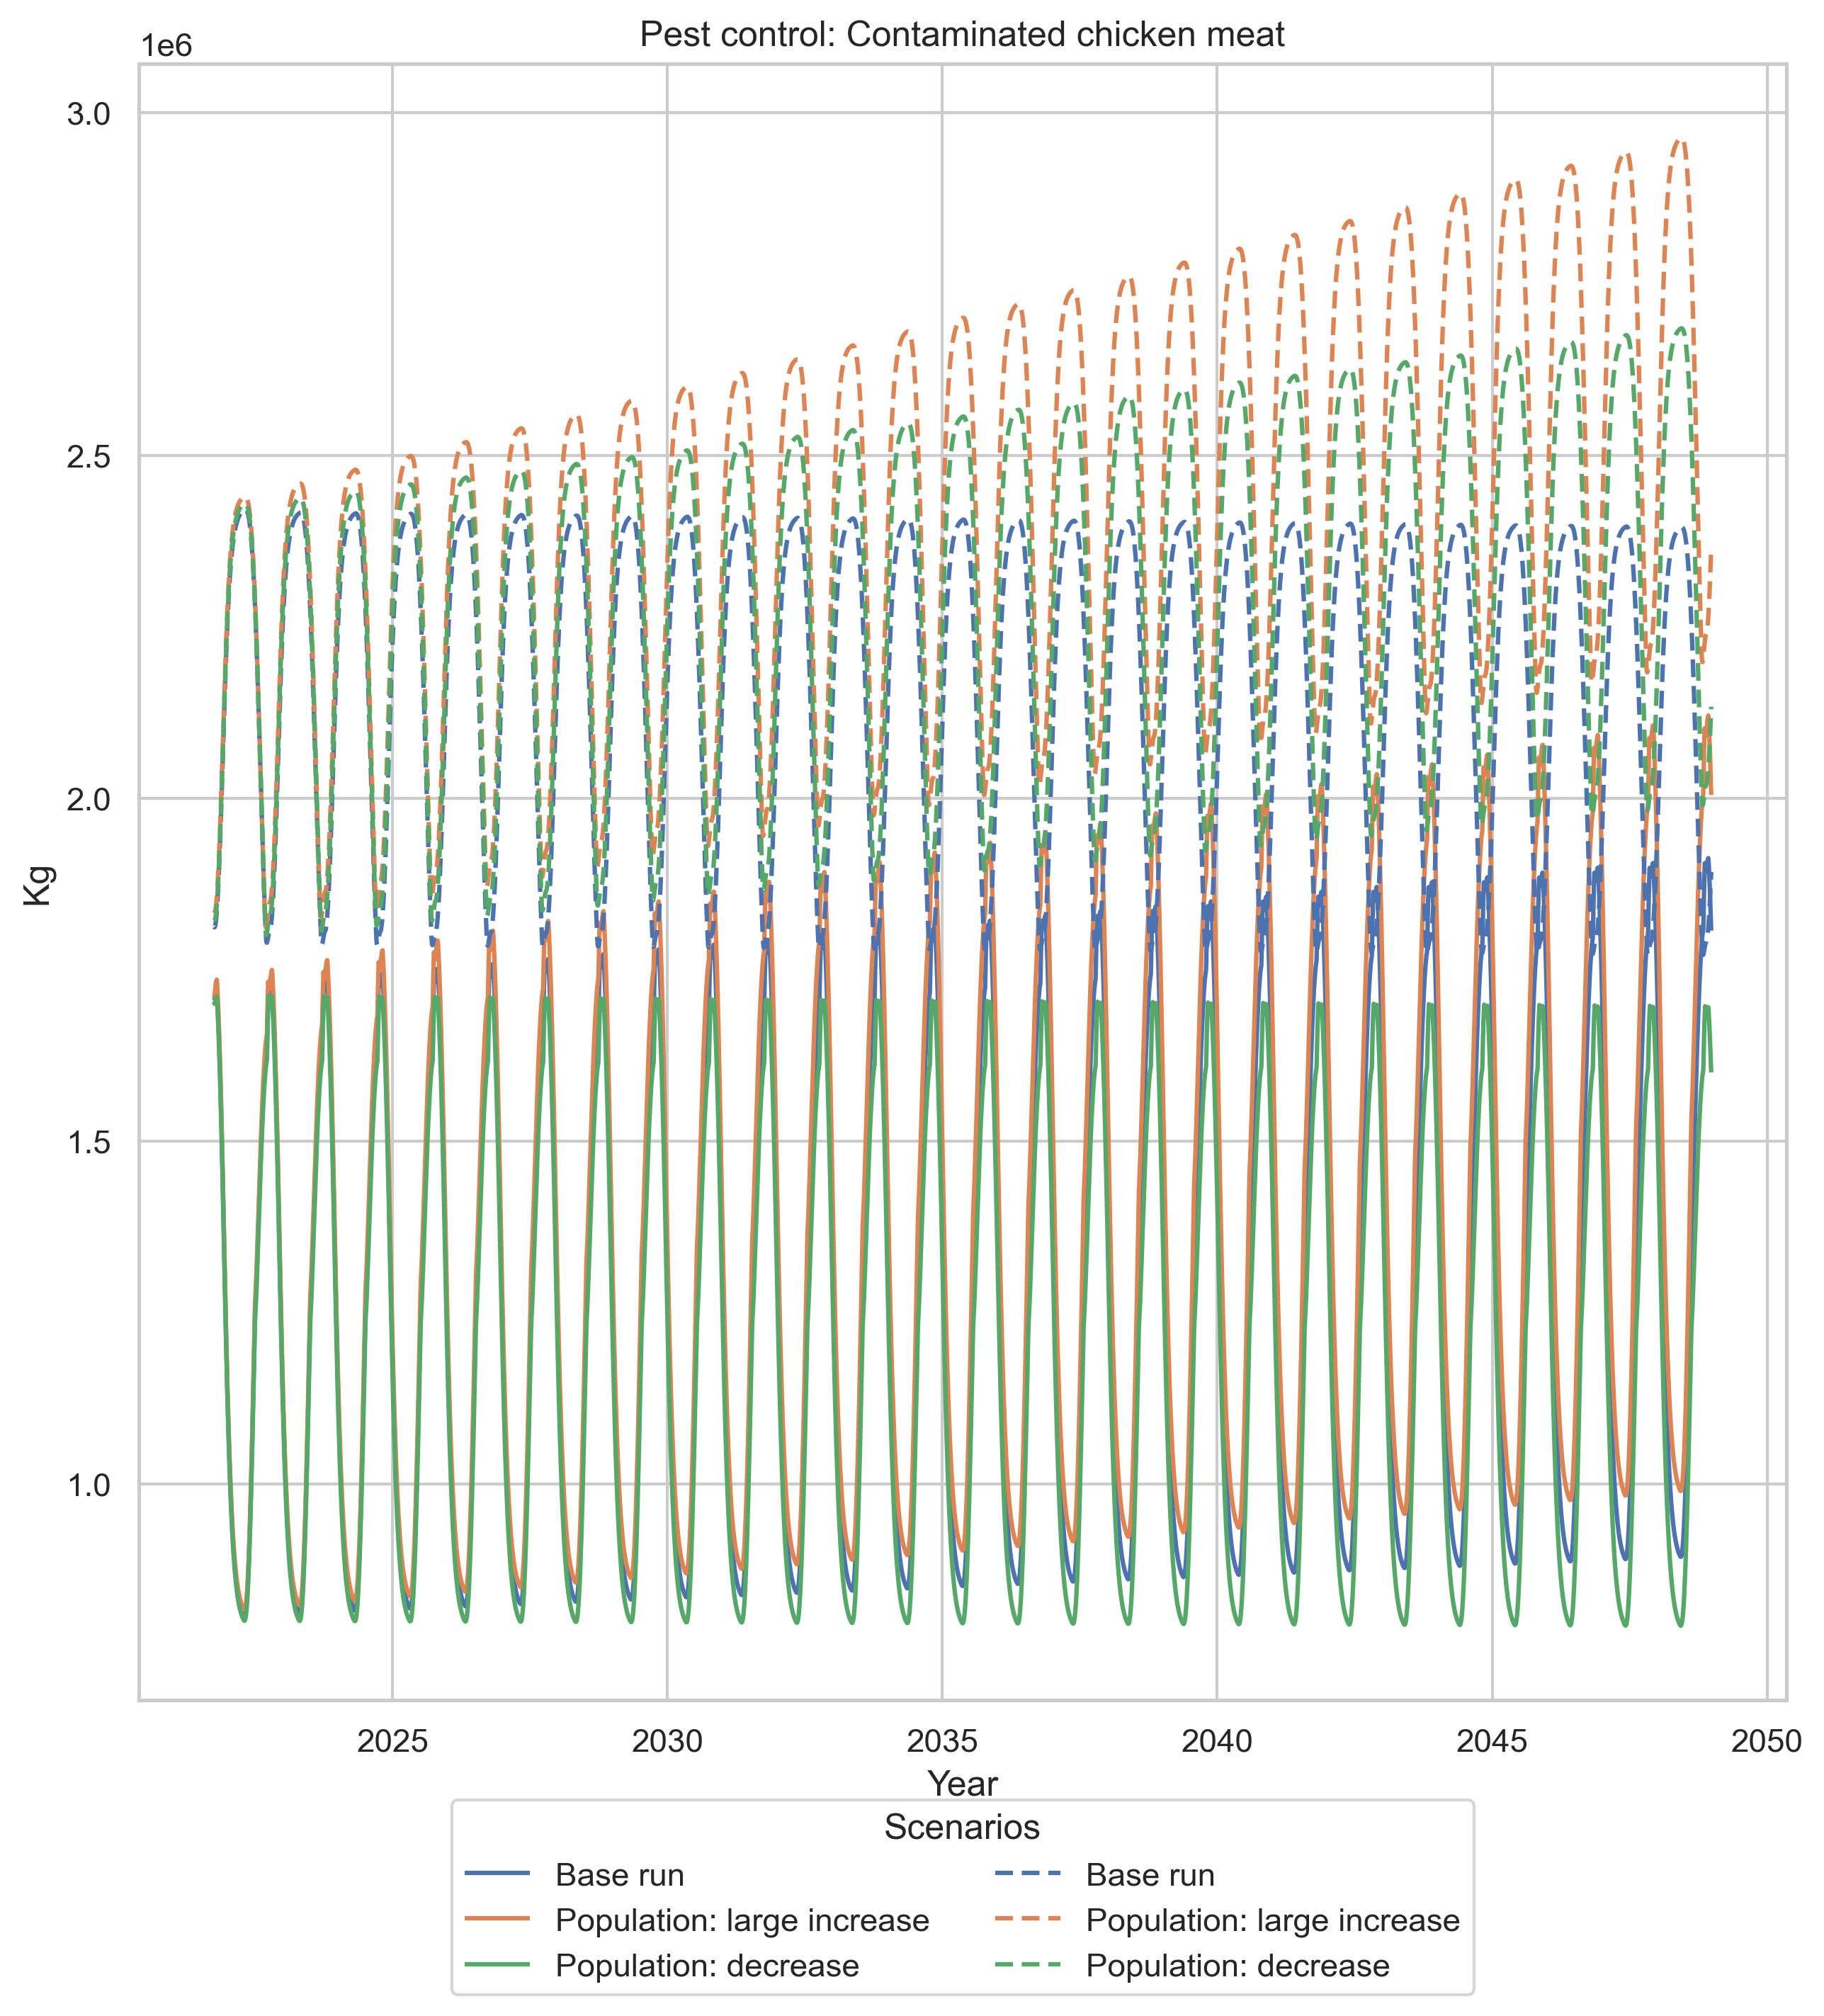 Pest control: Contaminated chicken meat
1e6
3.0
2.5
2.0
1.5
1.0
Kg
2025 2030 2035 2040 2045 2050
Year
Scenarios
Base run Base run
Population: large increase Population: large increase
Population: decrease Population: decrease